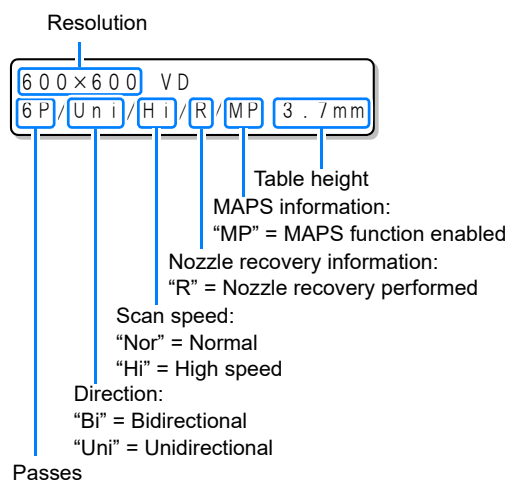 Resolution
600×600 VD
6P/Uni/Hi/R/MP 3.7mm
Table height
MAPS information:
“MP” = MAPS function enabled
Nozzle recovery information:
“R” = Nozzle recovery performed
Scan speed:
“Nor” = Normal
“Hi” = High speed
Direction:
“Bi” = Bidirectional
“Uni” = Unidirectional
Passes